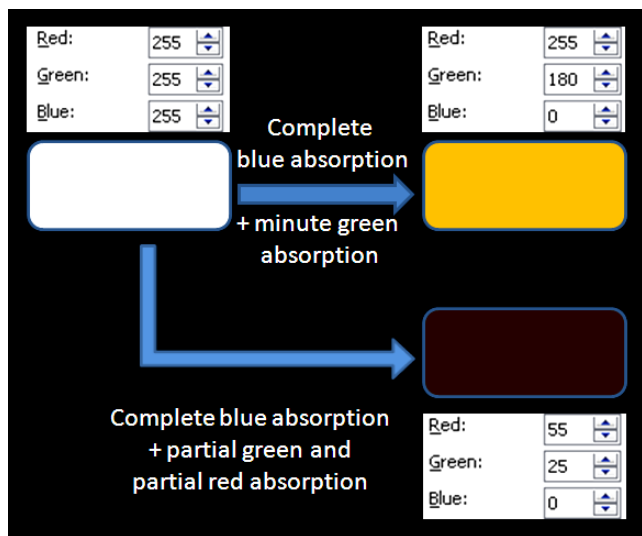 Red: 255
Green: 255
Blue: 255
Red: 255
Green: 180
Blue: 0
Complete
blue absorption
+ minute green
absorption
Complete blue absorption
+ partial green and
partial red absorption
Red: 55
Green: 25
Blue: 0